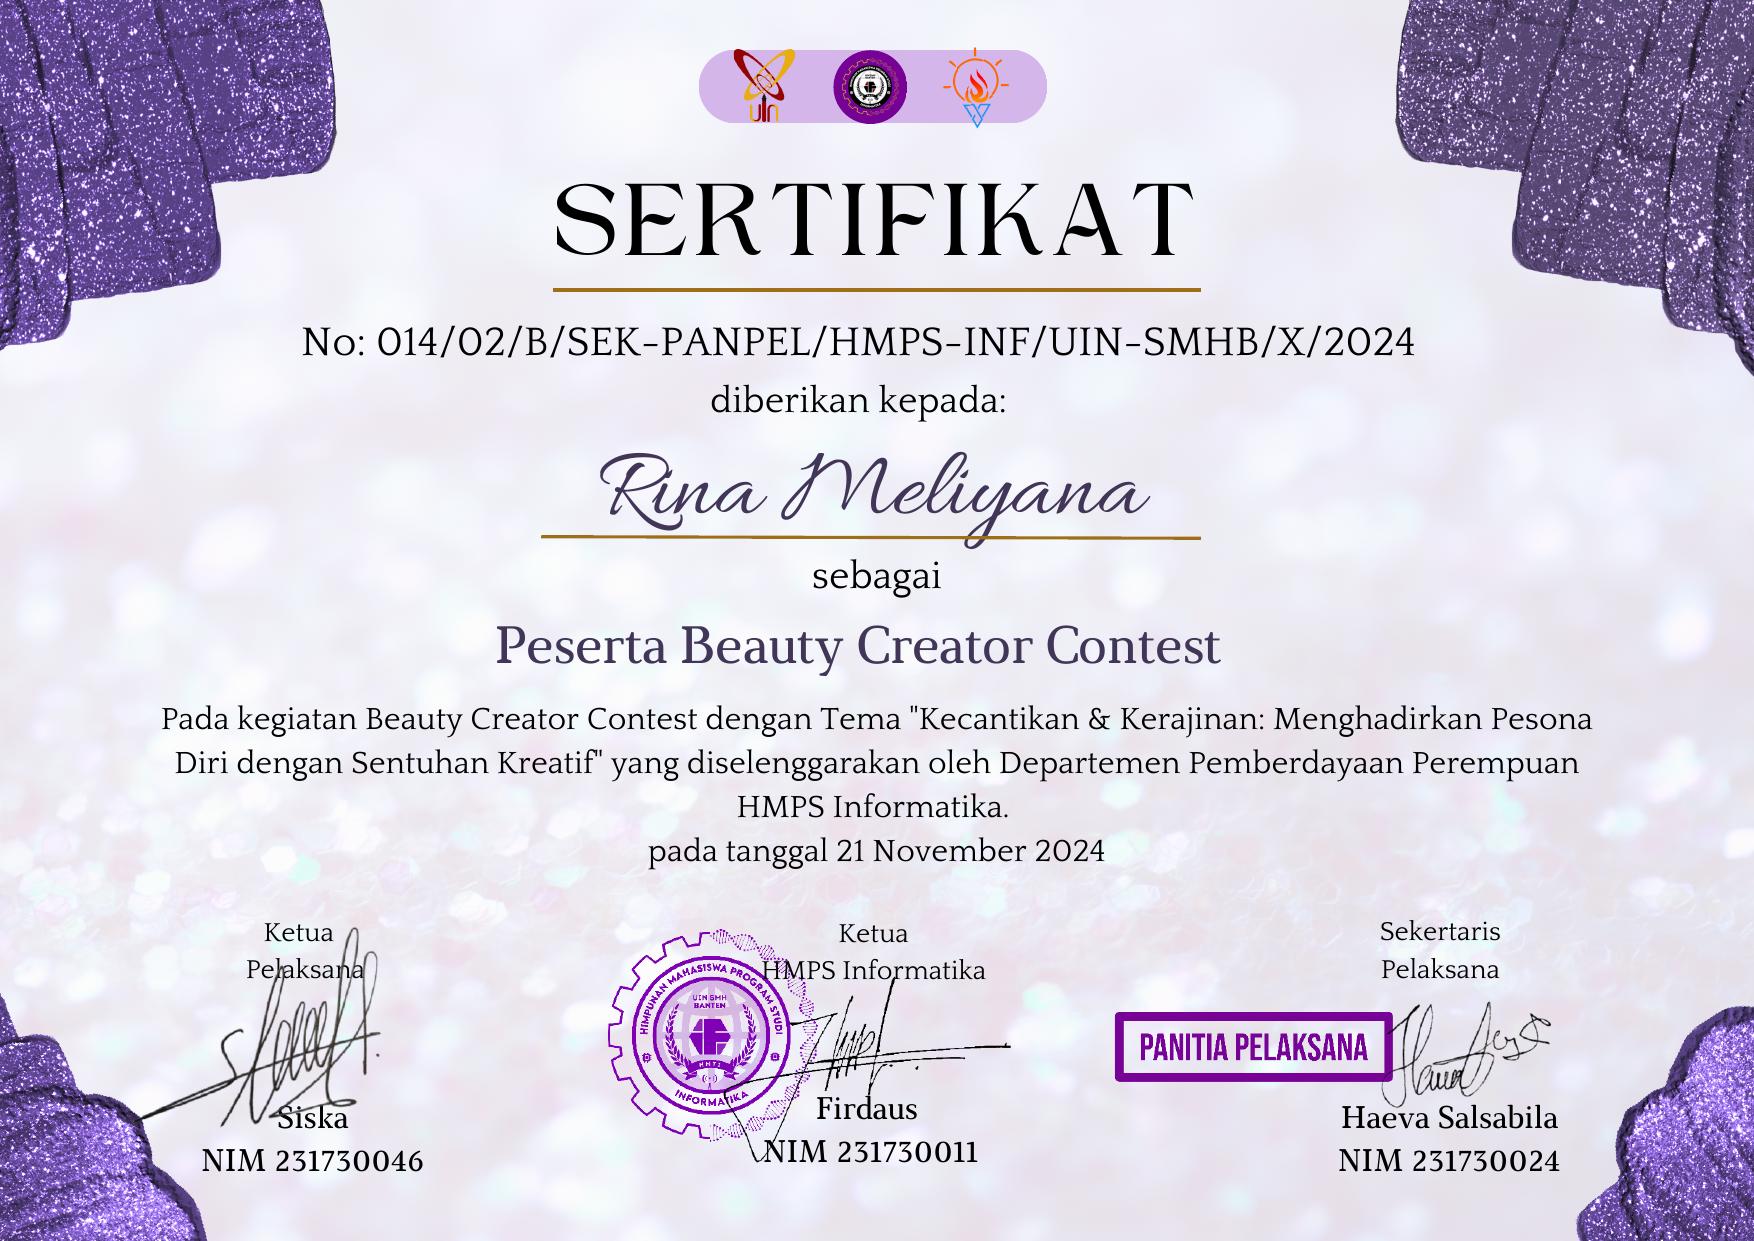 uin
SERTIFIKAT
No: 014/02/B/SEK-PANPEL/HMPS-INF/UIN-SMHB/X/2024
diberikan kepada:
Rina Meliyana
sebagai
Peserta Beauty Creator Contest
Pada kegiatan Beauty Creator Contest dengan Tema "Kecantikan & Kerajinan: Menghadirkan Pesona
Diri dengan Sentuhan Kreatif" yang diselenggarakan oleh Departemen Pemberdayaan Perempuan
HMPS Informatika.
pada tanggal 21 November 2024
Ketua
Pelaksana
Siska
NIM 231730046
Ketua
HMPS Informatika
HIMPUNAN MAHASISWA PROGRAM STUDI
UIN SMH
BANTEN
INFORMATIKA
Firdaus
NIM 231730011
Sekertaris
Pelaksana
PANITIA PELAKSANA
Haeva Salsabila
NIM 231730024